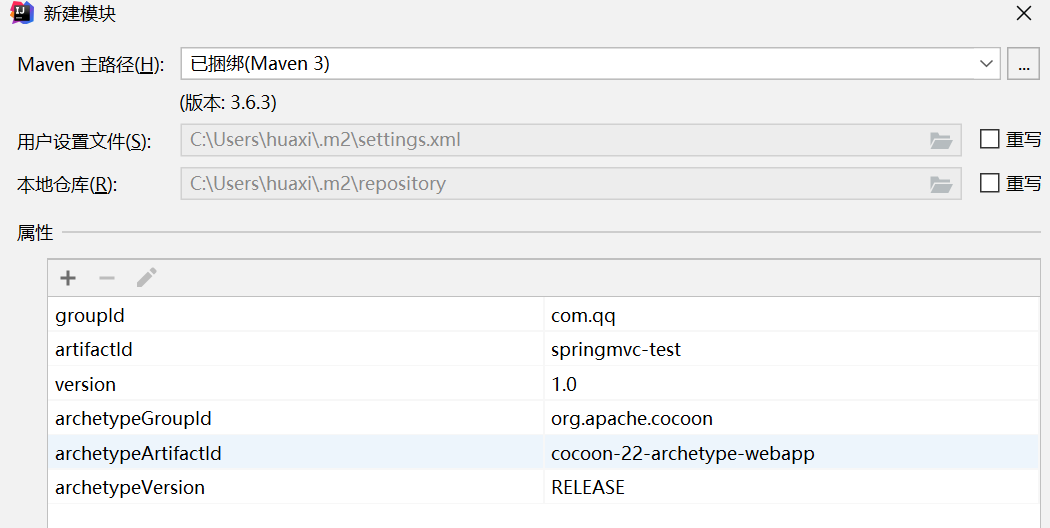 新建模块
Maven 主路径(H): 已捆绑(Maven 3) ...
(版本: 3.6.3)
用户设置文件(S): C:\Users\huaxi\.m2\settings.xml 重写
本地仓库(R): C:\Users\huaxi\.m2\repository 重写
属性
groupId com.qq
artifactId springmvc-test
version 1.0
archetypeGroupId org.apache.cocoon
archetypeArtifactId cocoon-22-archetype-webapp
archetypeVersion RELEASE